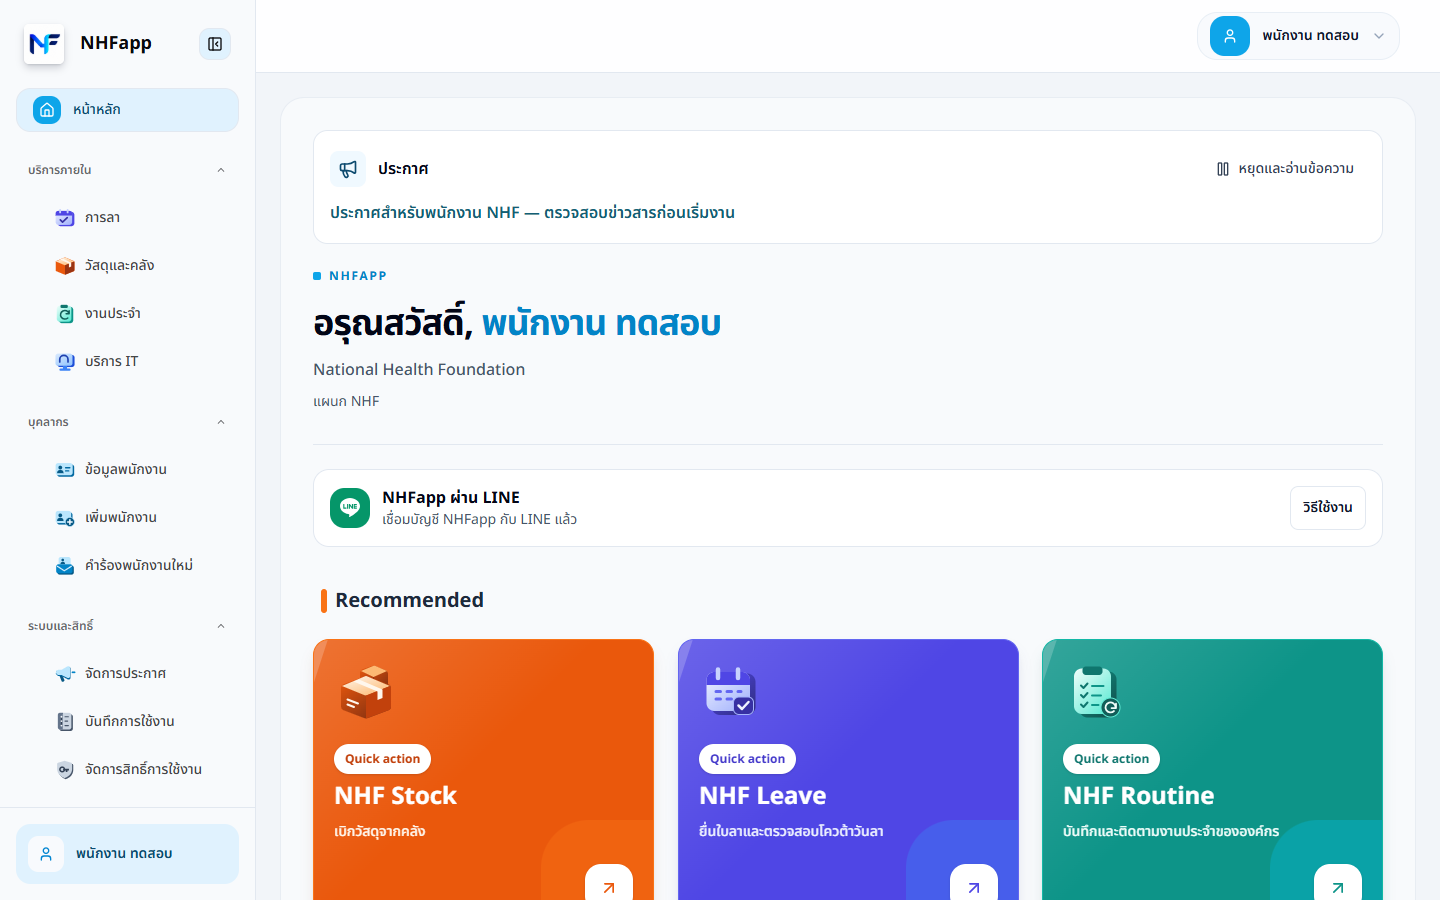 NHFapp
พนักงาน ทดสอบ
หน้าหลัก
บริการภายใน
การลา
วัสดุและคลัง
งานประจำ
บริการ IT
บุคลากร
ข้อมูลพนักงาน
เพิ่มพนักงาน
คำร้องพนักงานใหม่
ระบบและสิทธิ์
จัดการประกาศ
บันทึกการใช้งาน
จัดการสิทธิ์การใช้งาน
พนักงาน ทดสอบ
ประกาศ
หยุดและอ่านข้อความ
ประกาศสำหรับพนักงาน NHF — ตรวจสอบข่าวสารก่อนเริ่มงาน
NHFAPP
อรุณสวัสดิ์, พนักงาน ทดสอบ
National Health Foundation
แผนก NHF
NHFapp ผ่าน LINE
เชื่อมบัญชี NHFapp กับ LINE แล้ว
วิธีใช้งาน
Recommended
Quick action
NHF Stock
เบิกวัสดุจากคลัง
Quick action
NHF Leave
ยื่นใบลาและตรวจสอบโควต้าวันลา
Quick action
NHF Routine
บันทึกและติดตามงานประจำขององค์กร